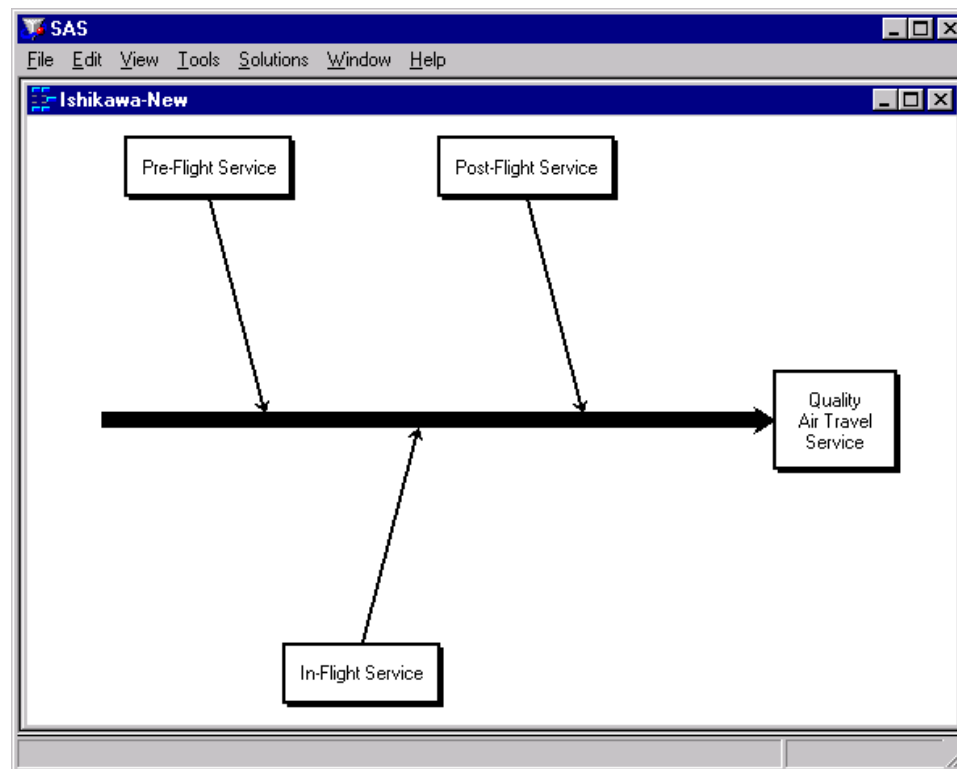 SAS
File Edit View Tools Solutions Window Help
Ishikawa-New
Pre-Flight Service
Post-Flight Service
Quality
Air Travel
Service
In-Flight Service